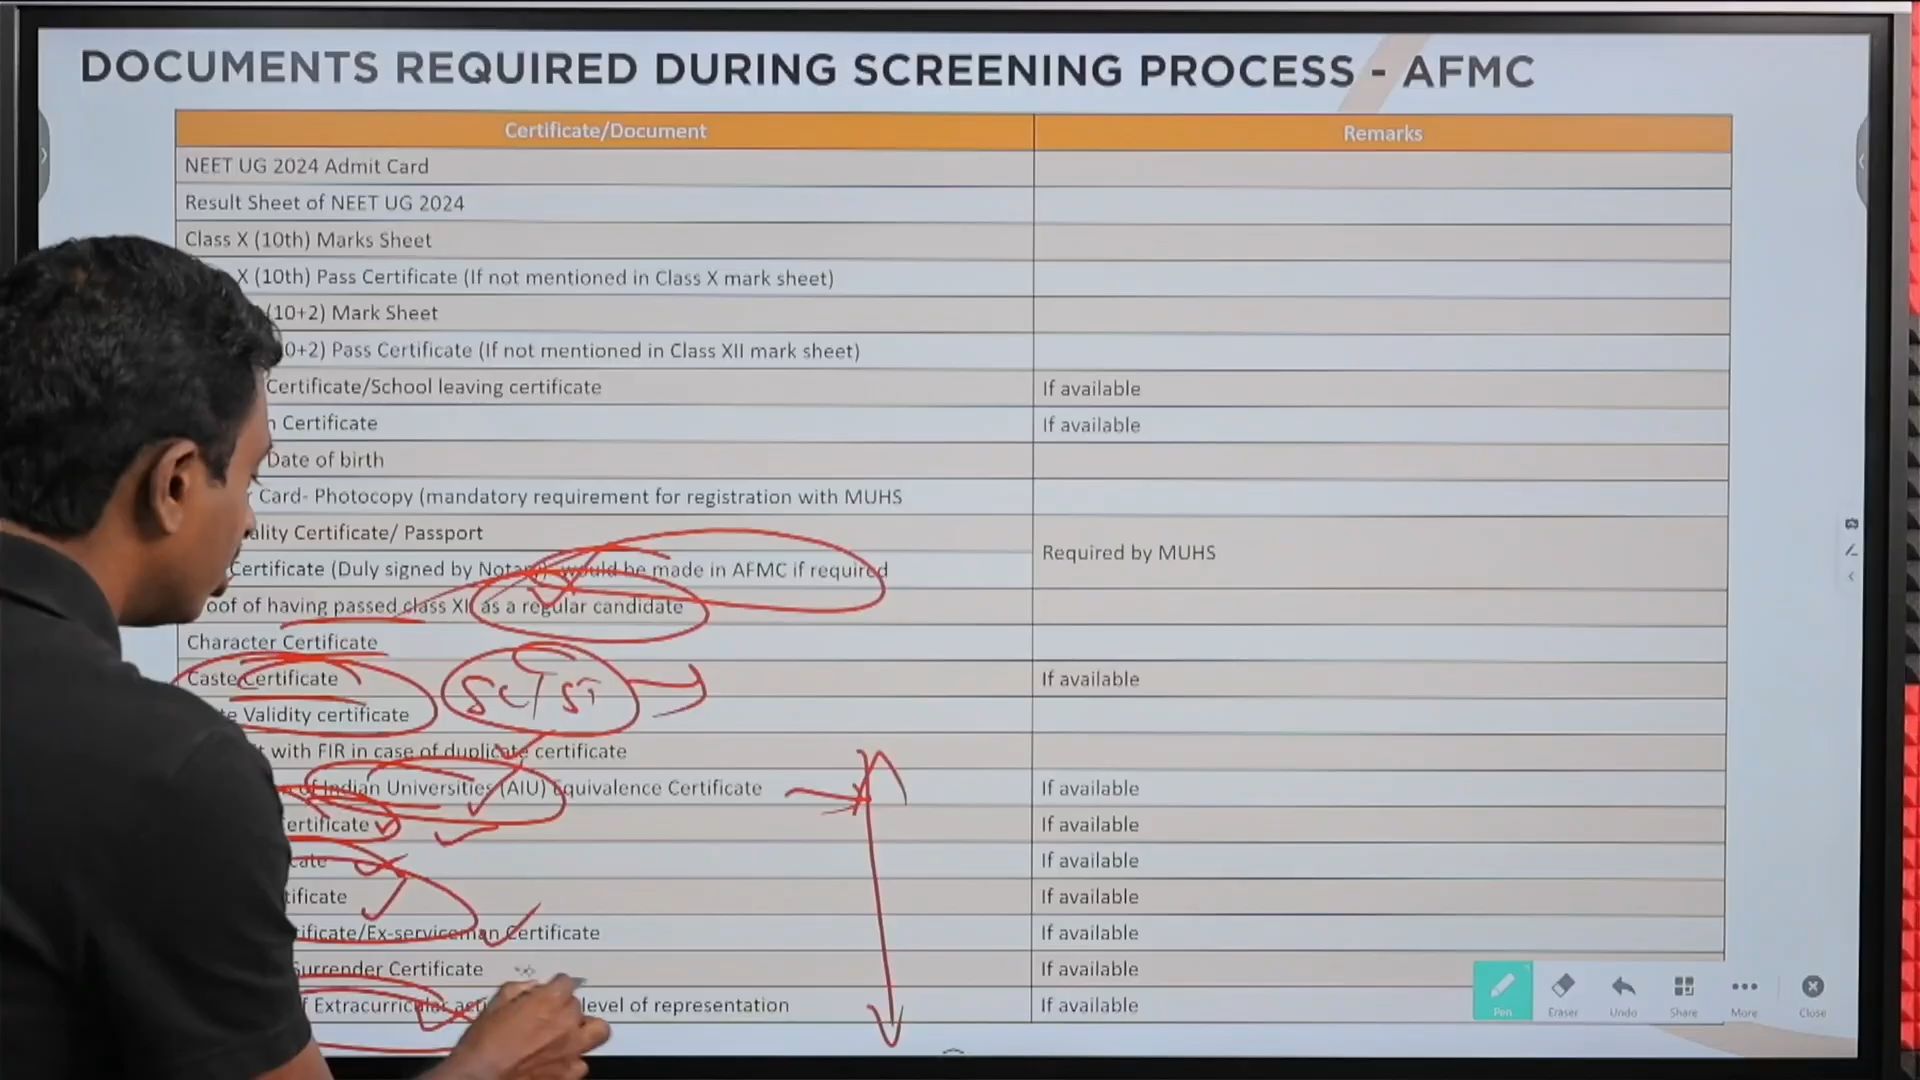 DOCUMENTS REQUIRED DURING SCREENING PROCESS - AFMC
Certificate/Document Remarks
NEET UG 2024 Admit Card
Result Sheet of NEET UG 2024
Class X (10th) Marks Sheet
X (10th) Pass Certificate (If not mentioned in Class X mark sheet)
(10+2) Mark Sheet
0+2) Pass Certificate (If not mentioned in Class XII mark sheet)
Certificate/School leaving certificate If available
Certificate If available
Date of birth
Card- Photocopy (mandatory requirement for registration with MUHS
ality Certificate/ Passport
Required by MUHS
Certificate (Duly signed by Notary) would be made in AFMC if required
oof of having passed class XI as a regular candidate
Character Certificate
Caste Certificate SC/ST If available
Validity certificate
with FIR in case of duplicate certificate
of Indian Universities (AIU) Equivalence Certificate If available
ertificate If available
cate If available
tificate If available
tificate/Ex-serviceman Certificate If available
Surrender Certificate If available
f Extracurricular level of representation If available
Pen Eraser Undo Share More Close